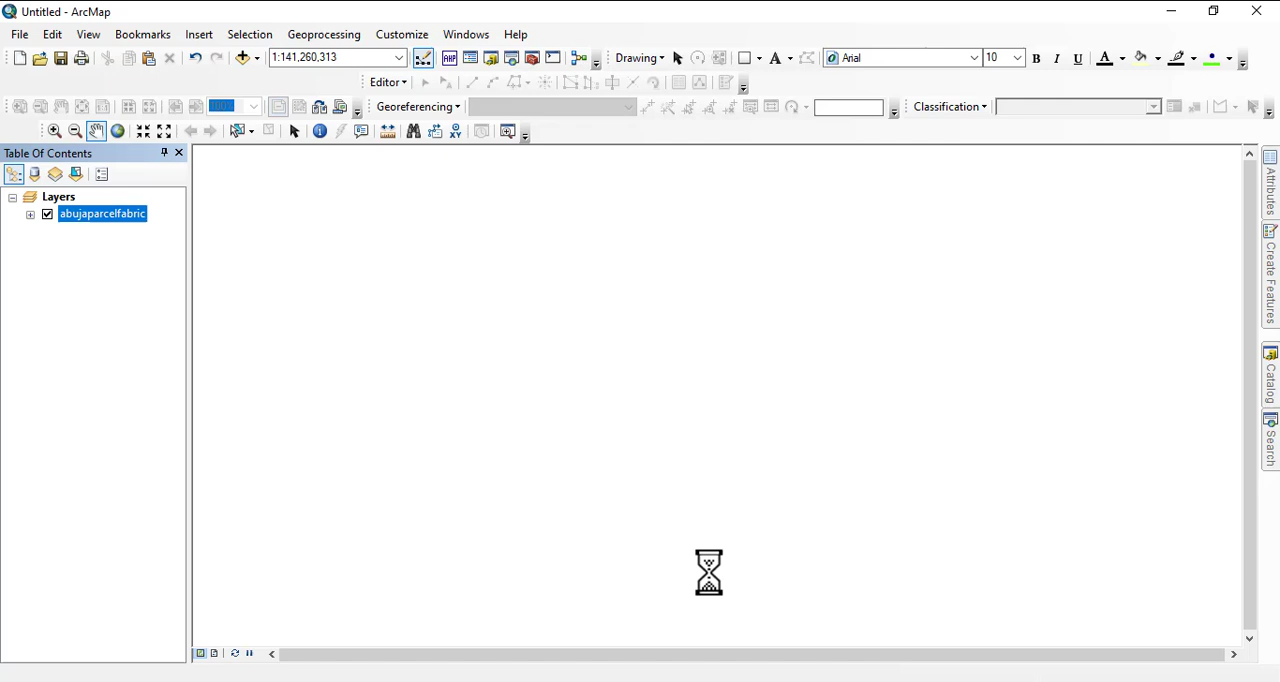 Untitled - ArcMap
File Edit View Bookmarks Insert Selection Geoprocessing Customize Windows Help
1:141,260,313 Drawing Arial 10 B I U A
Editor
Georeferencing Classification
Table Of Contents
Layers
abujaparcelfabric
Attributes
Create Features
Catalog
Search